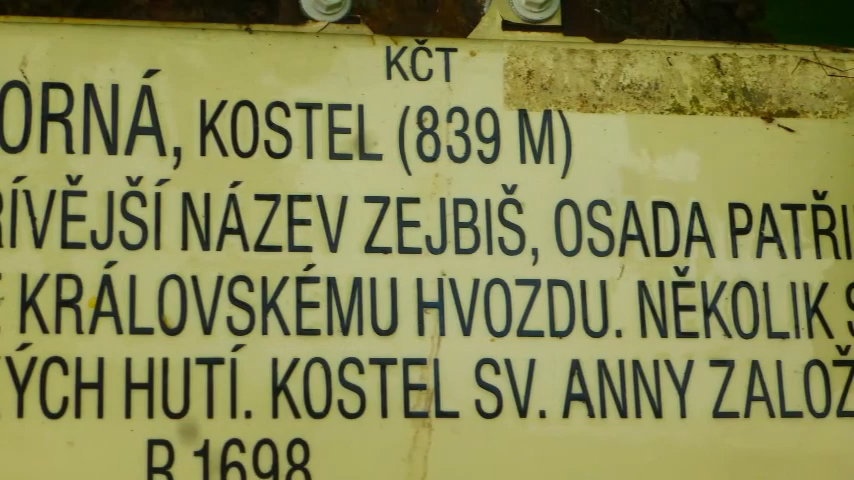 KČT
ORNÁ, KOSTEL (839 M)
ŘÍVĚJŠÍ NÁZEV ZEJBIŠ, OSADA PATŘI
KRÁLOVSKÉMU HVOZDU. NĚKOLIK S
ÝCH HUTÍ. KOSTEL SV. ANNY ZALOŽ
R 1698